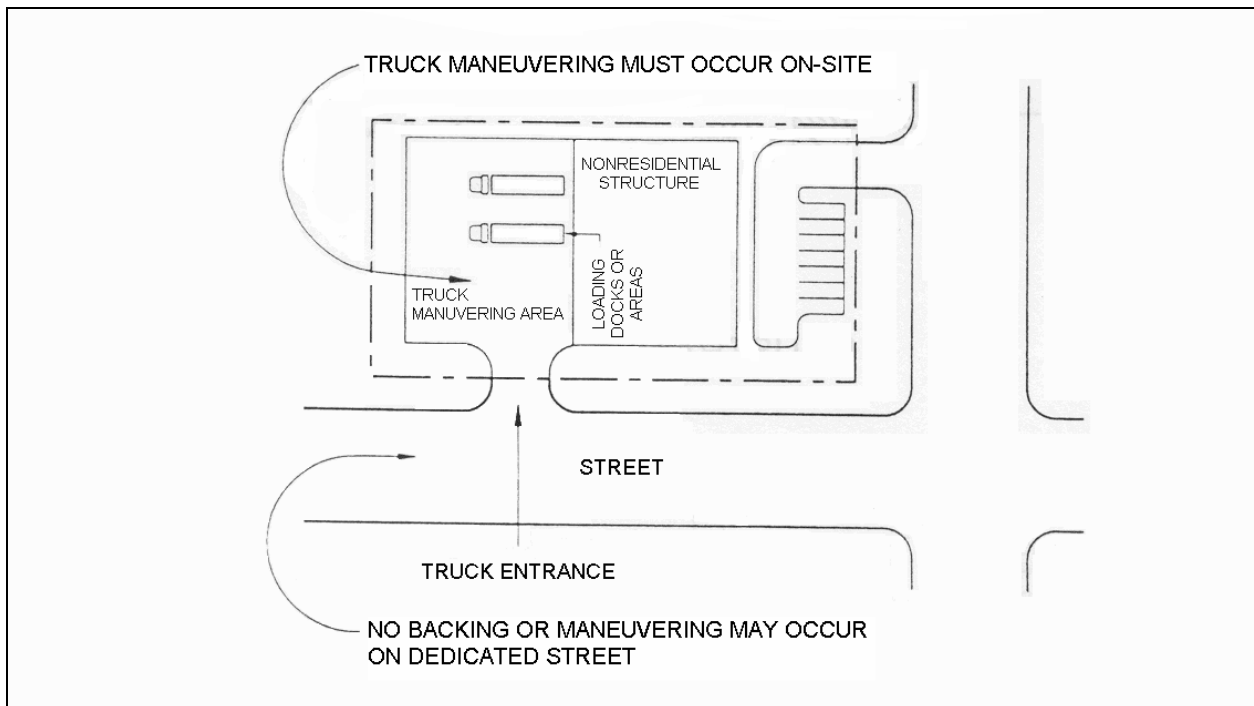 TRUCK MANEUVERING MUST OCCUR ON-SITE
NONRESIDENTIAL
STRUCTURE
LOADING
DOCKS OR
AREAS
TRUCK
MANUVERING AREA
STREET
TRUCK ENTRANCE
NO BACKING OR MANEUVERING MAY OCCUR
ON DEDICATED STREET